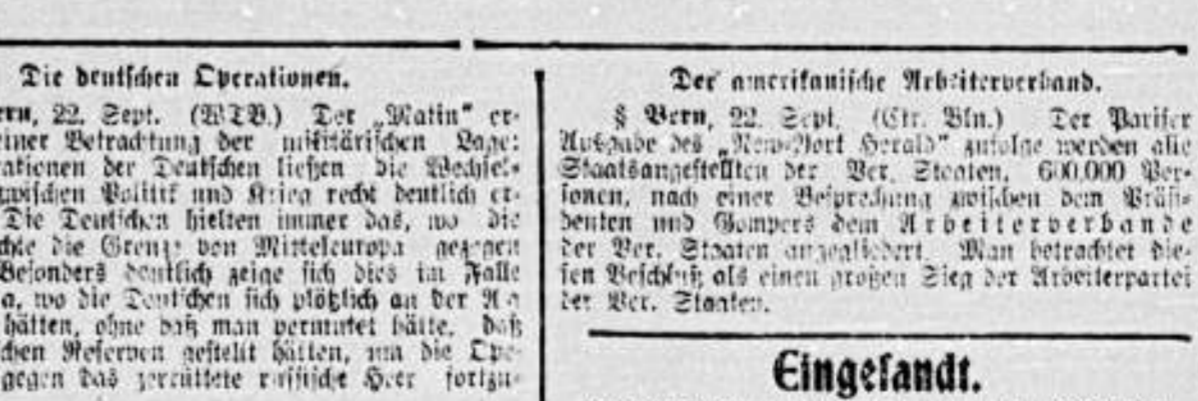 Die deutschen Operationen.
ern, 22. Sept. (WTB.) Der „Matin“ er-
einer Betrachtung der militärischen Lage:
rationen der Deutschen ließen die Wechsel-
zwischen Politik und Krieg recht deutlich er-
Die Deutschen hielten immer das, wo die
chte die Grenze von Mitteleuropa gezogen
Besonders deutlich zeige sich dies im Falle
a, wo die Deutschen sich plötzlich an der Aa
hätten, ohne daß man vermutet hätte, daß
chen Reserven gestellt hätten, um die Ope-
gegen das zerrüttete russische Heer fortzu-
Der amerikanische Arbeiterverband.
§ Bern, 22. Sept. (Ctr. Bln.) Der Pariser
Ausgabe des „New-York Herald“ zufolge werden alle
Staatsangestellten der Ver. Staaten, 600,000 Per-
sonen, nach einer Besprechung zwischen dem Präsi-
denten und Gompers dem Arbeiterverbande
der Ver. Staaten angegliedert. Man betrachtet die-
sen Beschluß als einen großen Sieg der Arbeiterpartei
der Ver. Staaten.
Eingesandt.